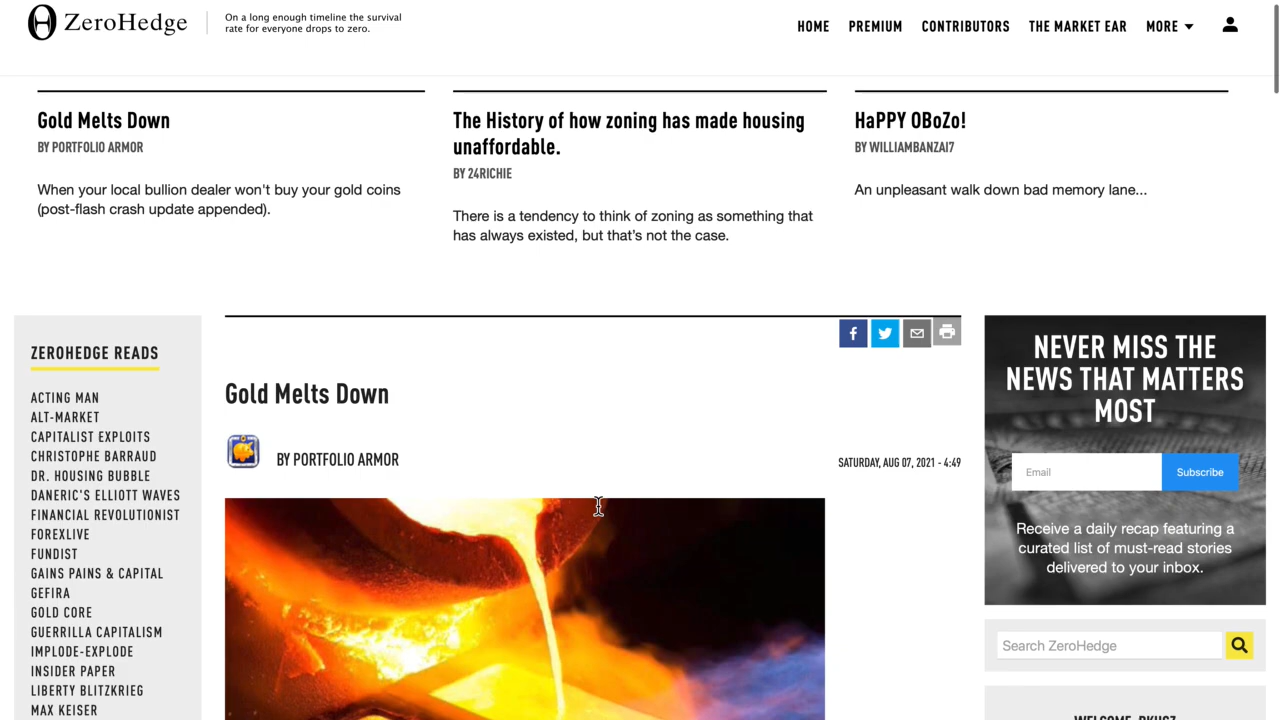 ZeroHedge
On a long enough timeline the survival
rate for everyone drops to zero.
HOME PREMIUM CONTRIBUTORS THE MARKET EAR MORE
Gold Melts Down
BY PORTFOLIO ARMOR
When your local bullion dealer won't buy your gold coins
(post-flash crash update appended).
The History of how zoning has made housing
unaffordable.
BY 24RICHIE
There is a tendency to think of zoning as something that
has always existed, but that's not the case.
HaPPY OBoZo!
BY WILLIAMBANZAI7
An unpleasant walk down bad memory lane...
ZEROHEDGE READS
ACTING MAN
ALT-MARKET
CAPITALIST EXPLOITS
CHRISTOPHE BARRAUD
DR. HOUSING BUBBLE
DANERIC'S ELLIOTT WAVES
FINANCIAL REVOLUTIONIST
FOREXLIVE
FUNDIST
GAINS PAINS & CAPITAL
GEFIRA
GOLD CORE
GUERRILLA CAPITALISM
IMPLODE-EXPLODE
INSIDER PAPER
LIBERTY BLITZKRIEG
MAX KEISER
Gold Melts Down
BY PORTFOLIO ARMOR
SATURDAY, AUG 07, 2021 - 4:49
NEVER MISS THE
NEWS THAT MATTERS
MOST
Email Subscribe
Receive a daily recap featuring a
curated list of must-read stories
delivered to your inbox.
Search ZeroHedge